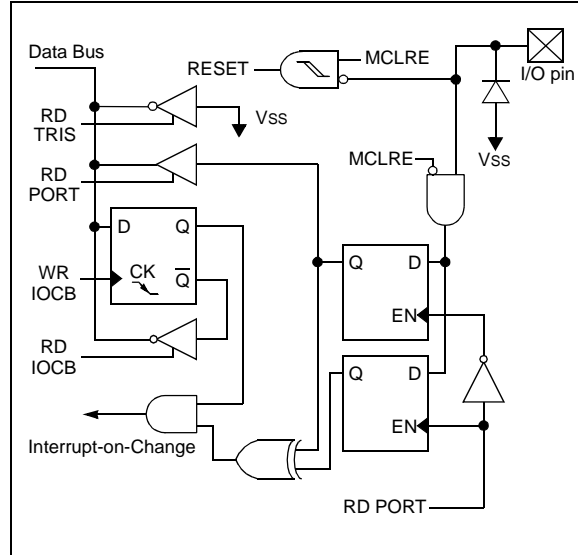 Data Bus
RESET
MCLRE
I/O pin
RD
TRIS
VSS
VSS
MCLRE
RD
PORT
D
Q
Q
D
WR
IOCB
CK
Q
EN
RD
IOCB
Q
D
EN
Interrupt-on-Change
RD PORT